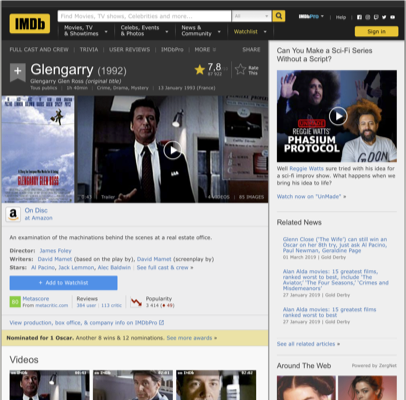 IMDb
Find Movies, TV shows, Celebrities and more...
All
Movies, TV
& Showtimes
Celebs, Events
& Photos
News &
Community
Watchlist
IMDbPro
Help
Sign in
FULL CAST AND CREW | TRIVIA | USER REVIEWS | IMDbPro | MORE
SHARE
Glengarry (1992)
Glengarry Glen Ross (original title)
Tous publics | 1h 40min | Crime, Drama, Mystery | 13 January 1993 (France)
7,8
Rate
This
GLENGARRY GLEN ROSS
Trailer
VIDEOS
85 IMAGES
On Disc
at Amazon
An examination of the machinations behind the scenes at a real estate office.
Director: James Foley
Writers: David Mamet (based on the play by), David Mamet (screenplay by)
Stars: Al Pacino, Jack Lemmon, Alec Baldwin | See full cast & crew »
+ Add to Watchlist
Metascore
From metacritic.com
Reviews
364 user | 113 critic
Popularity
View production, box office, & company info on IMDbPro
Nominated for 1 Oscar. Another 8 wins & 12 nominations. See more awards »
Videos
Can You Make a Sci-Fi Series
Without a Script?
REGGIE WATTS'
PHASIUM
PROTOCOL
Well Reggie Watts sure tried with his idea for
a sci-fi improv show. What happens when we
bring his idea to life?
Watch now on "UnMade" »
Related News
Glenn Close ('The Wife') can still win an
Oscar on her 8th try, just ask Al Pacino,
Paul Newman, Geraldine Page
01 March 2019 | Gold Derby
Alan Alda movies: 15 greatest films,
ranked worst to best, include 'The
Aviator,' 'The Four Seasons,' 'Crimes and
Misdemeanors'
27 January 2019 | Gold Derby
Alan Alda movies: 15 greatest films
ranked worst to best
27 January 2019 | Gold Derby
See all related articles »
Around The Web
Powered by ZergNet